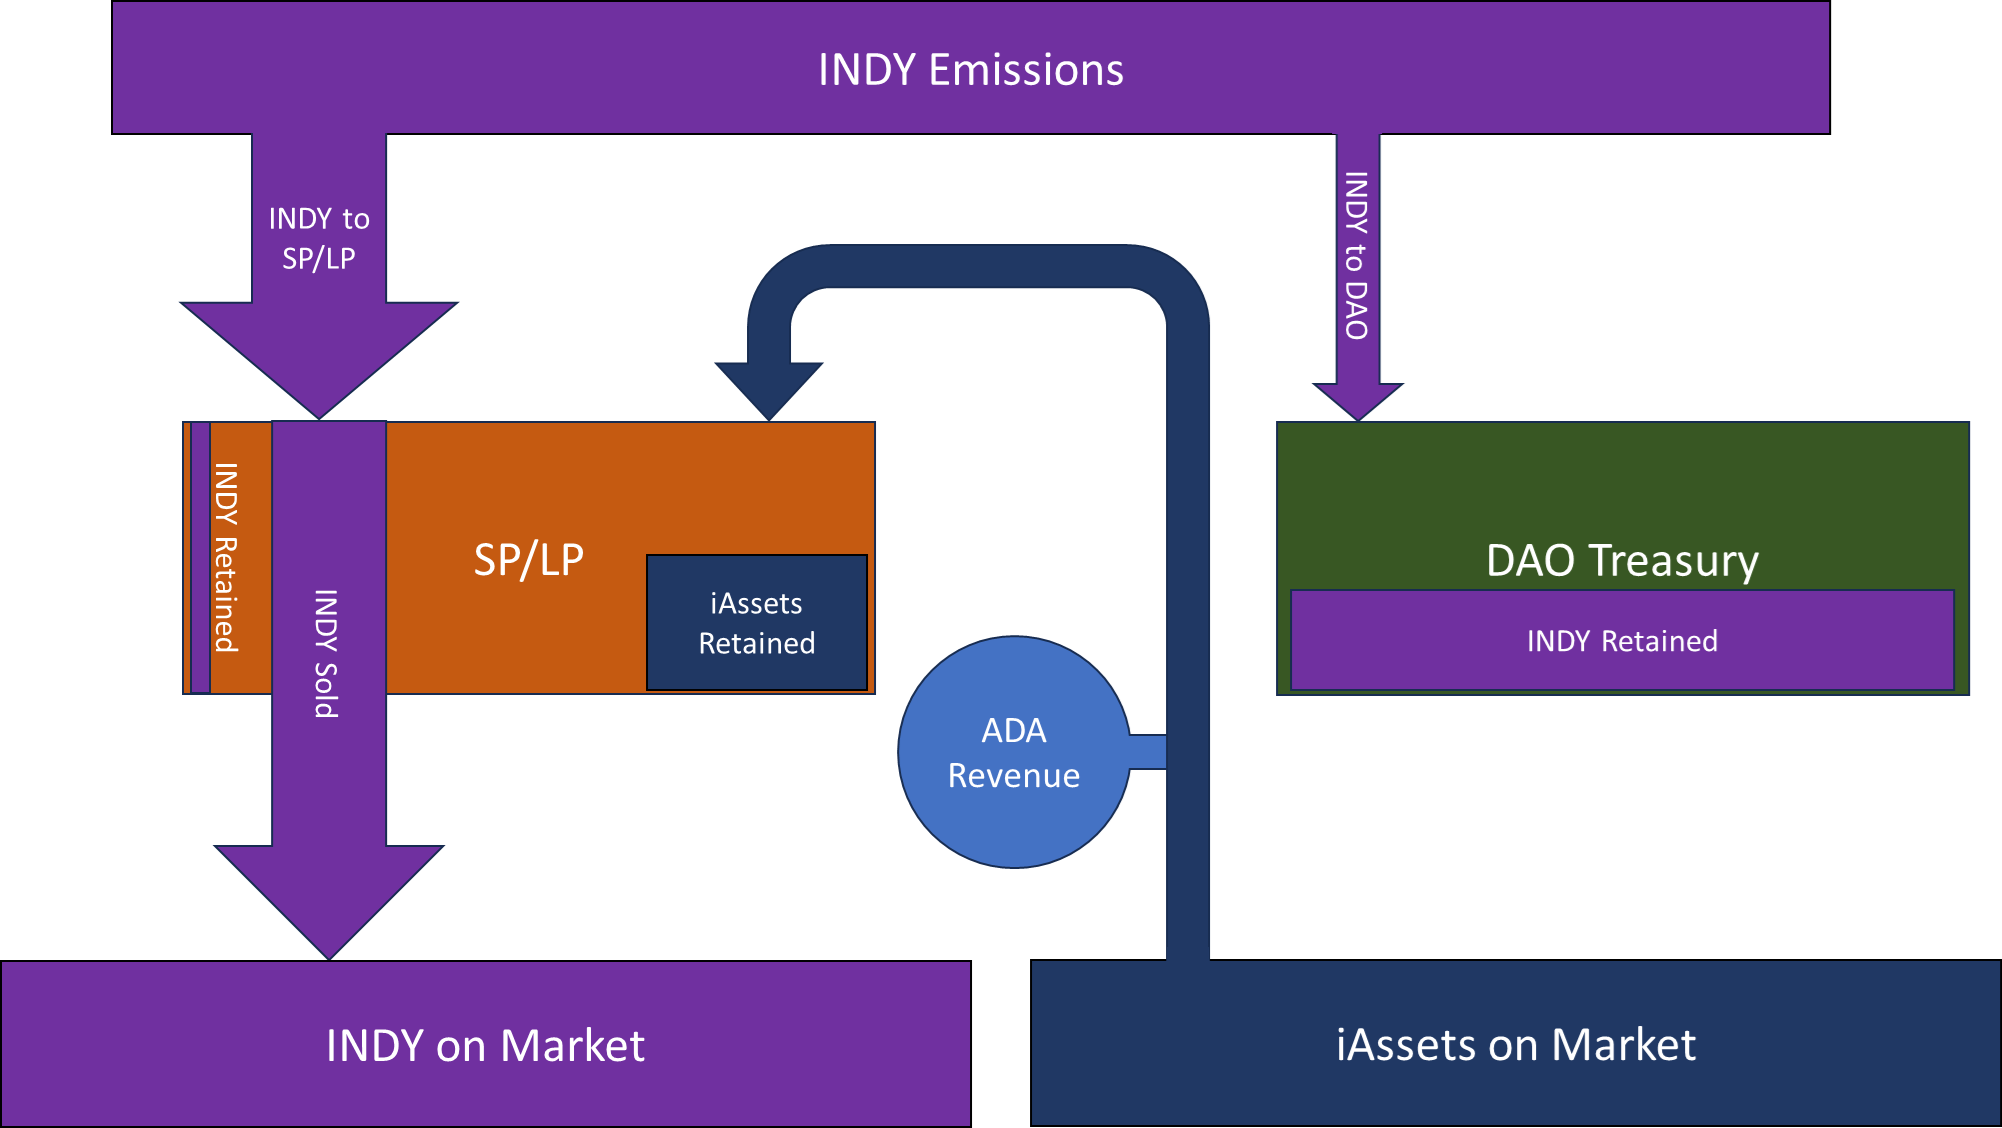 INDY Emissions
INDY to
SP/LP
INDY to DAO
INDY Retained
INDY Sold
SP/LP
iAssets
Retained
DAO Treasury
INDY Retained
ADA
Revenue
INDY on Market
iAssets on Market